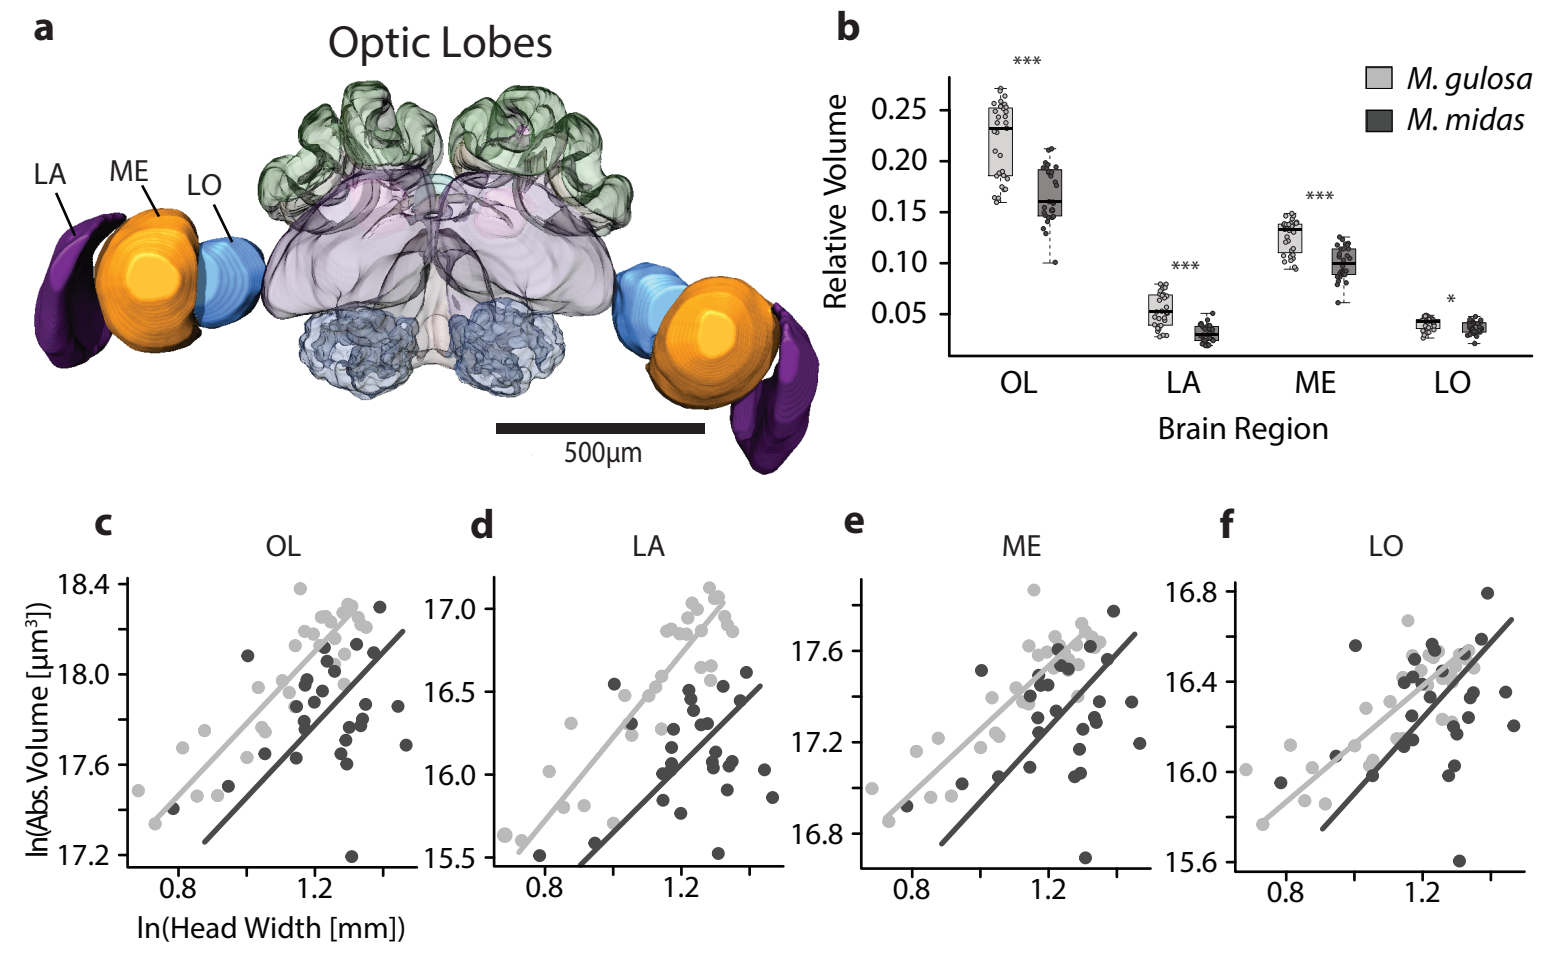 a
Optic Lobes
LA
ME
LO
500µm
b
***
M. gulosa
M. midas
Relative Volume
0.25
0.20
0.15
0.10
0.05
***
***
*
OL
LA
ME
LO
Brain Region
c
OL
ln(Abs. Volume [µm³])
18.4
18.0
17.6
17.2
0.8
1.2
ln(Head Width [mm])
d
LA
17.0
16.5
16.0
15.5
0.8
1.2
e
ME
17.6
17.2
16.8
0.8
1.2
f
LO
16.8
16.4
16.0
15.6
0.8
1.2